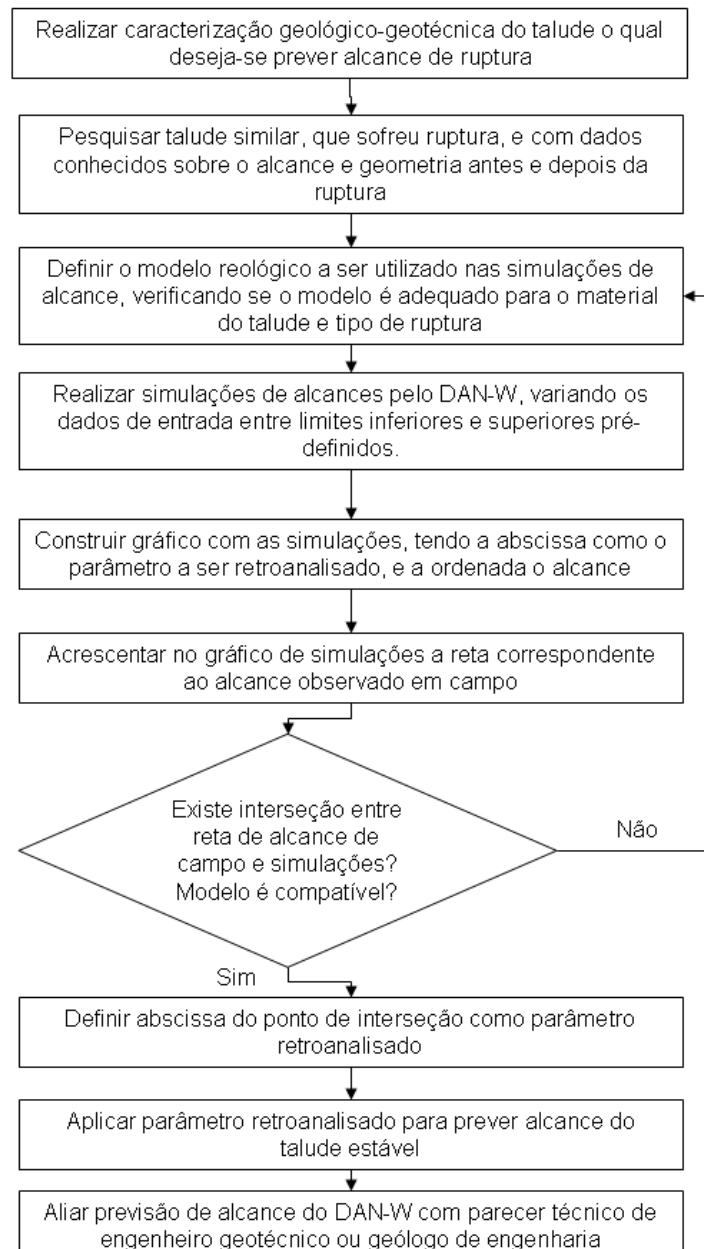 Realizar caracterização geológico-geotécnica do talude o qual
deseja-se prever alcance de ruptura
Pesquisar talude similar, que sofreu ruptura, e com dados
conhecidos sobre o alcance e geometria antes e depois da
ruptura
Definir o modelo reológico a ser utilizado nas simulações de
alcance, verificando se o modelo é adequado para o material
do talude e tipo de ruptura
Realizar simulações de alcances pelo DAN-W, variando os
dados de entrada entre limites inferiores e superiores pré-
definidos.
Construir gráfico com as simulações, tendo a abscissa como o
parâmetro a ser retroanalisado, e a ordenada o alcance
Acrescentar no gráfico de simulações a reta correspondente
ao alcance observado em campo
Existe interseção entre
reta de alcance de
campo e simulações?
Modelo é compatível?
Não
Sim
Definir abscissa do ponto de interseção como parâmetro
retroanalisado
Aplicar parâmetro retroanalisado para prever alcance do
talude estável
Aliar previsão de alcance do DAN-W com parecer técnico de
engenheiro geotécnico ou geólogo de engenharia